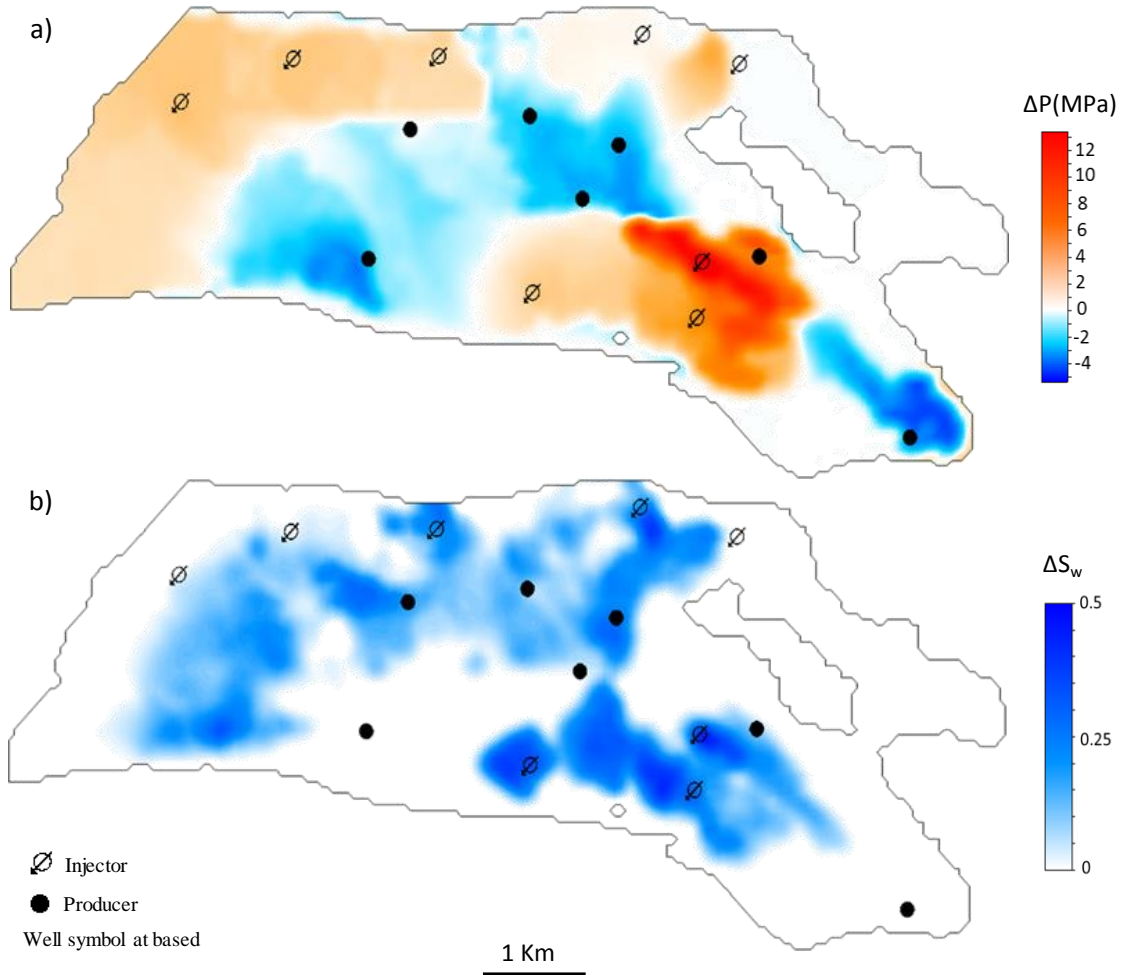 a)
ΔP(MPa)
12
10
8
6
4
2
0
-2
-4
b)
ΔSw
0.5
0.25
0
Injector
Producer
Well symbol at based
1 Km